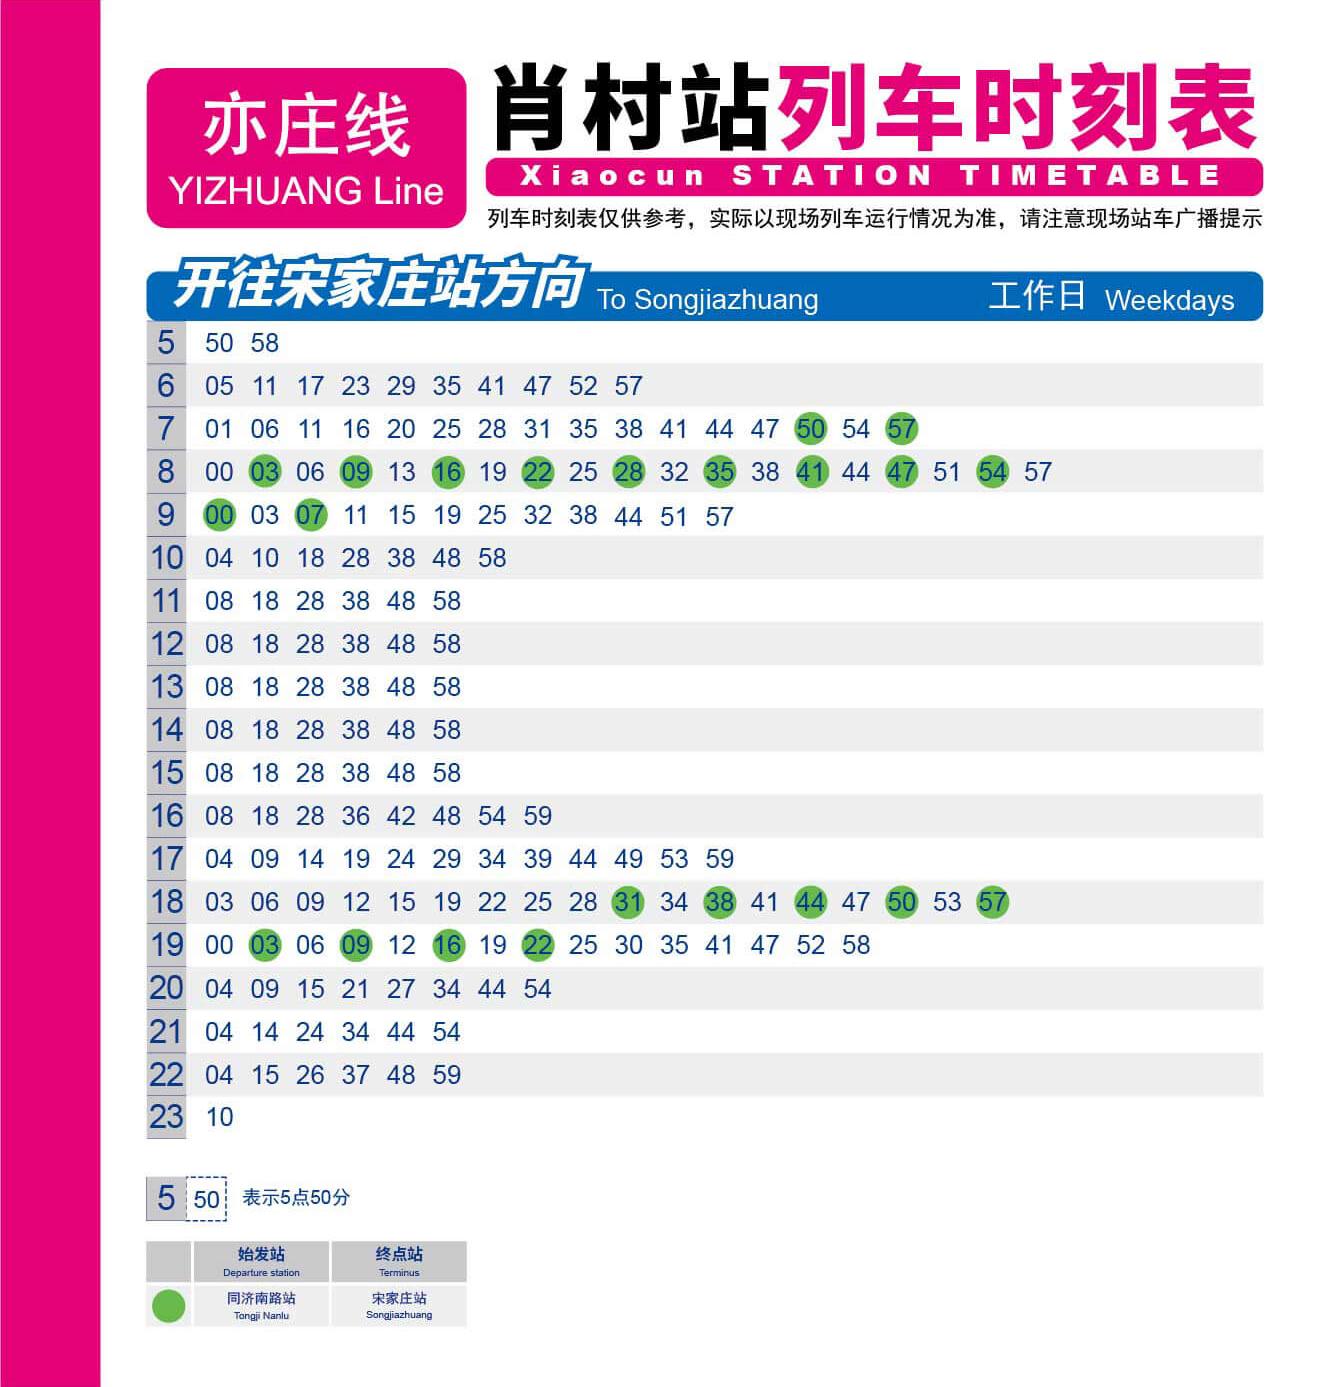 亦庄线
YIZHUANG Line
肖村站列车时刻表
Xiaocun STATION TIMETABLE
列车时刻表仅供参考，实际以现场列车运行情况为准，请注意现场站车广播提示
开往宋家庄站方向 To Songjiazhuang 工作日 Weekdays
5 50 58
6 05 11 17 23 29 35 41 47 52 57
7 01 06 11 16 20 25 28 31 35 38 41 44 47 50 54 57
8 00 03 06 09 13 16 19 22 25 28 32 35 38 41 44 47 51 54 57
9 00 03 07 11 15 19 25 32 38 44 51 57
10 04 10 18 28 38 48 58
11 08 18 28 38 48 58
12 08 18 28 38 48 58
13 08 18 28 38 48 58
14 08 18 28 38 48 58
15 08 18 28 38 48 58
16 08 18 28 36 42 48 54 59
17 04 09 14 19 24 29 34 39 44 49 53 59
18 03 06 09 12 15 19 22 25 28 31 34 38 41 44 47 50 53 57
19 00 03 06 09 12 16 19 22 25 30 35 41 47 52 58
20 04 09 15 21 27 34 44 54
21 04 14 24 34 44 54
22 04 15 26 37 48 59
23 10
5 50 表示5点50分
始发站 终点站
Departure station Terminus
同济南路站 宋家庄站
Tongji Nanlu Songjiazhuang